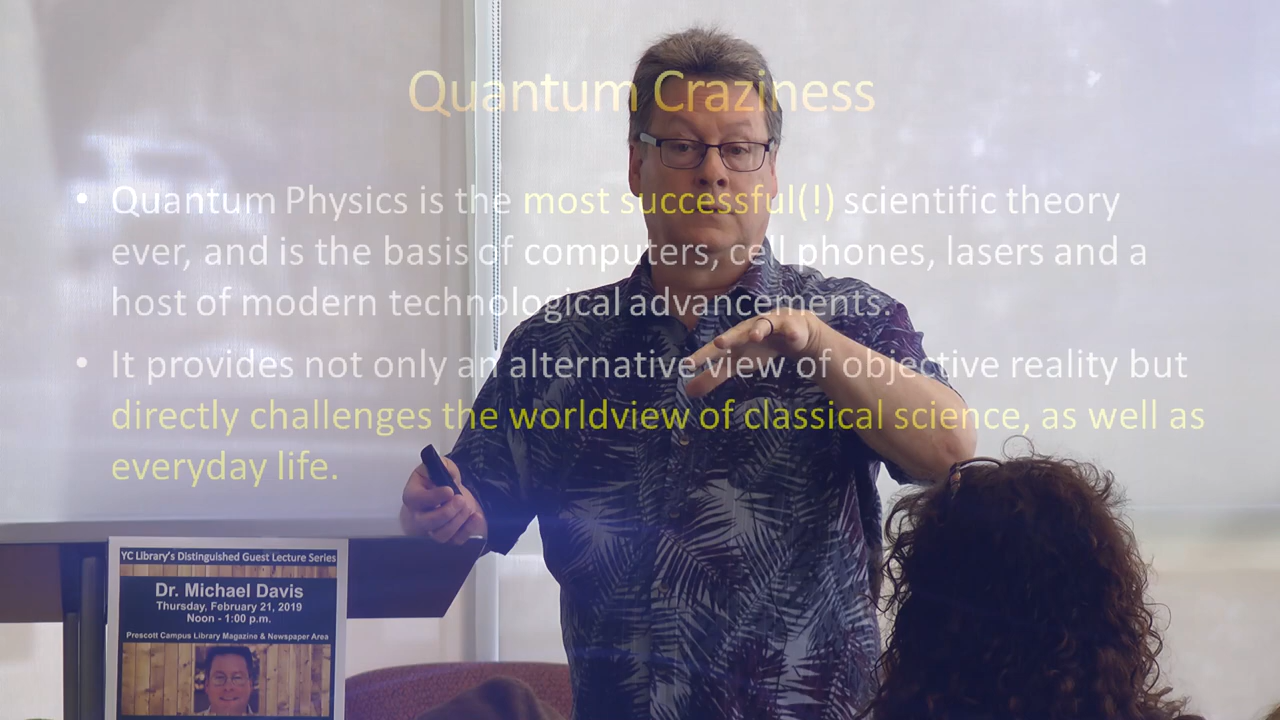 Quantum Craziness
• Quantum Physics is the most successful(!) scientific theory
ever, and is the basis of computers, cell phones, lasers and a
host of modern technological advancements.
• It provides not only an alternative view of objective reality but
directly challenges the worldview of classical science, as well as
everyday life.
YC Library's Distinguished Guest Lecture Series
Dr. Michael Davis
Thursday, February 21, 2019
Noon - 1:00 p.m.
Prescott Campus Library Magazine & Newspaper Area